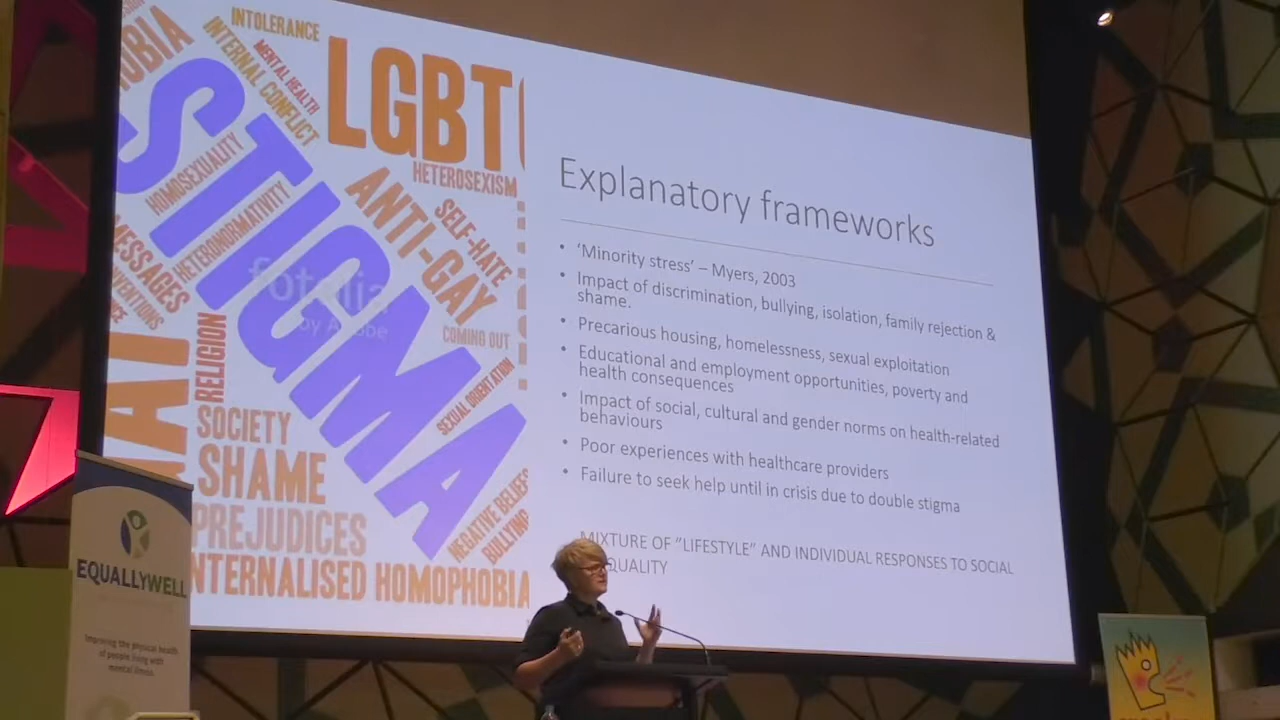 INTOLERANCE
INTERNAL CONFLICT
MENTAL HEALTH
LGBT
HETEROSEXISM
STIGMA
HOMOSEXUALITY
HETERONORMATIVITY
ANTI-GAY
SELF-HATE
COMING OUT
MESSAGES
RELIGION
SEXUAL ORIENTATION
SOCIETY
SHAME
PREJUDICES
NEGATIVE BELIEFS
BULLYING
NTERNALISED HOMOPHOBIA
fotolia
by Adobe
Explanatory frameworks
• ‘Minority stress’ – Myers, 2003
• Impact of discrimination, bullying, isolation, family rejection &
shame.
• Precarious housing, homelessness, sexual exploitation
• Educational and employment opportunities, poverty and
health consequences
• Impact of social, cultural and gender norms on health-related
behaviours
• Poor experiences with healthcare providers
• Failure to seek help until in crisis due to double stigma
MIXTURE OF ”LIFESTYLE” AND INDIVIDUAL RESPONSES TO SOCIAL
QUALITY
EQUALLYWELL
Improving the physical health
of people living with
mental illness.